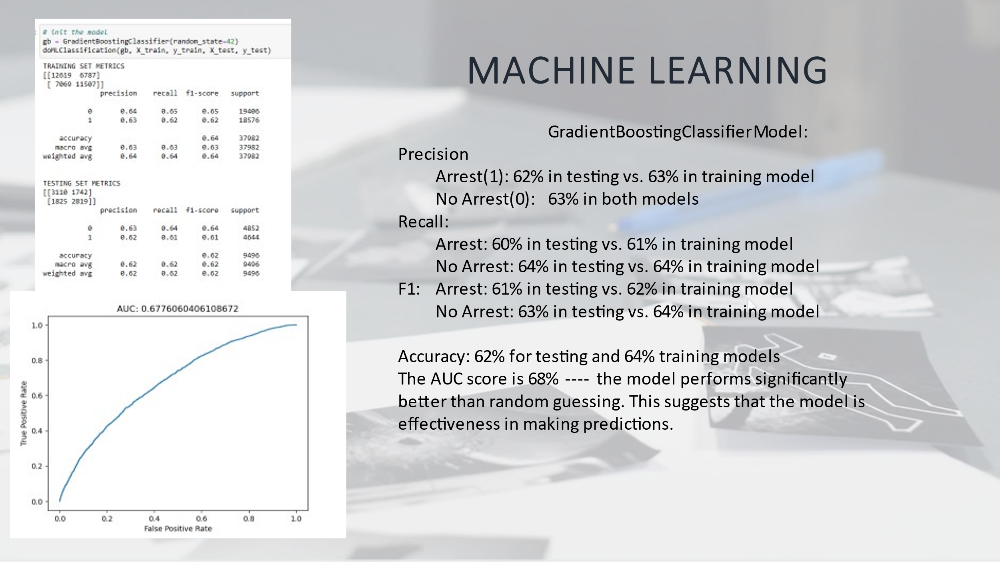 # init the model
gb = GradientBoostingClassifier(random_state=42)
doMLClassification(gb, X_train, y_train, X_test, y_test)
TRAINING SET METRICS
[[12619 6787]
[ 7069 11507]]
precision recall f1-score support
0 0.64 0.65 0.65 19406
1 0.63 0.62 0.62 18576
accuracy 0.64 37982
macro avg 0.63 0.63 0.63 37982
weighted avg 0.64 0.64 0.64 37982
TESTING SET METRICS
[[3110 1742]
[1825 2819]]
precision recall f1-score support
0 0.63 0.64 0.64 4852
1 0.62 0.61 0.61 4644
accuracy 0.62 9496
macro avg 0.62 0.62 0.62 9496
weighted avg 0.62 0.62 0.62 9496
AUC: 0.6776060406108672
1.0
0.8
0.6
0.4
0.2
0.0
True Positive Rate
0.0 0.2 0.4 0.6 0.8 1.0
False Positive Rate
MACHINE LEARNING
GradientBoostingClassifier Model:
Precision
Arrest(1): 62% in testing vs. 63% in training model
No Arrest(0): 63% in both models
Recall:
Arrest: 60% in testing vs. 61% in training model
No Arrest: 64% in testing vs. 64% in training model
F1: Arrest: 61% in testing vs. 62% in training model
No Arrest: 63% in testing vs. 64% in training model
Accuracy: 62% for testing and 64% training models
The AUC score is 68% ---- the model performs significantly
better than random guessing. This suggests that the model is
effectiveness in making predictions.